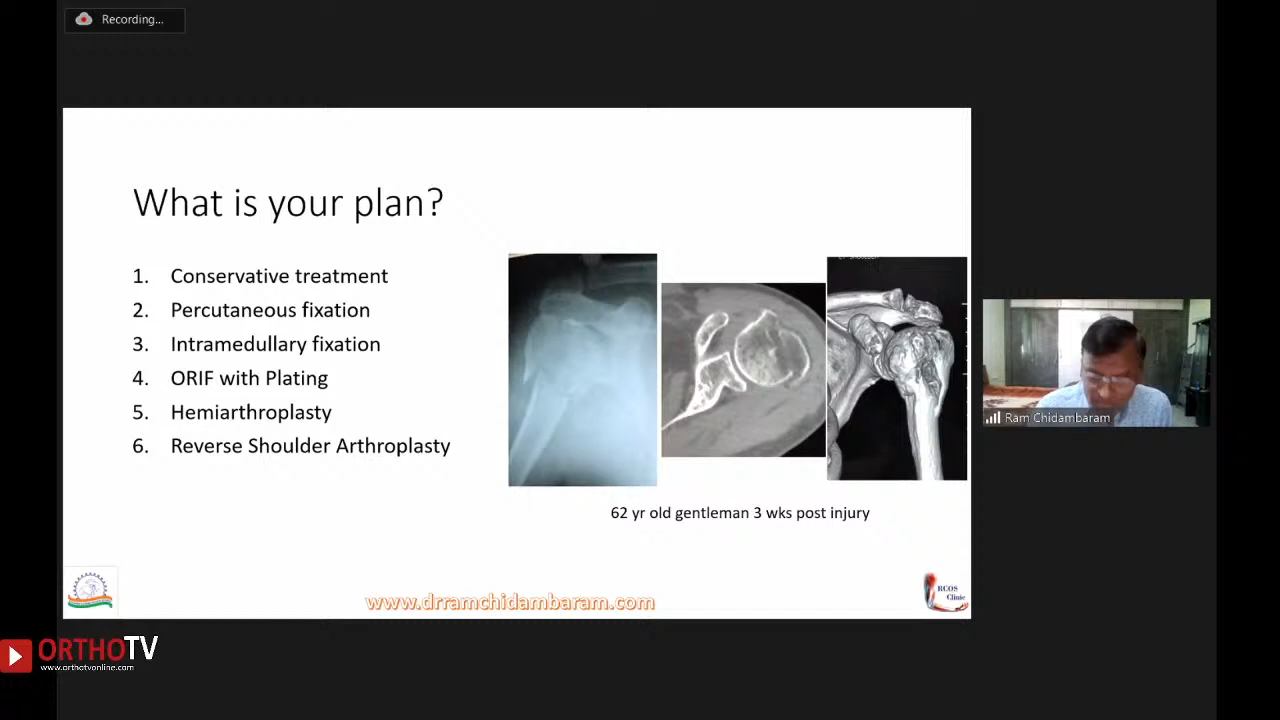 Recording...
What is your plan?
1. Conservative treatment
2. Percutaneous fixation
3. Intramedullary fixation
4. ORIF with Plating
5. Hemiarthroplasty
6. Reverse Shoulder Arthroplasty
62 yr old gentleman 3 wks post injury
Ram Chidambaram
www.drramchidambaram.com
RCOS
Clinic
ORTHOTV
www.orthotvonline.com